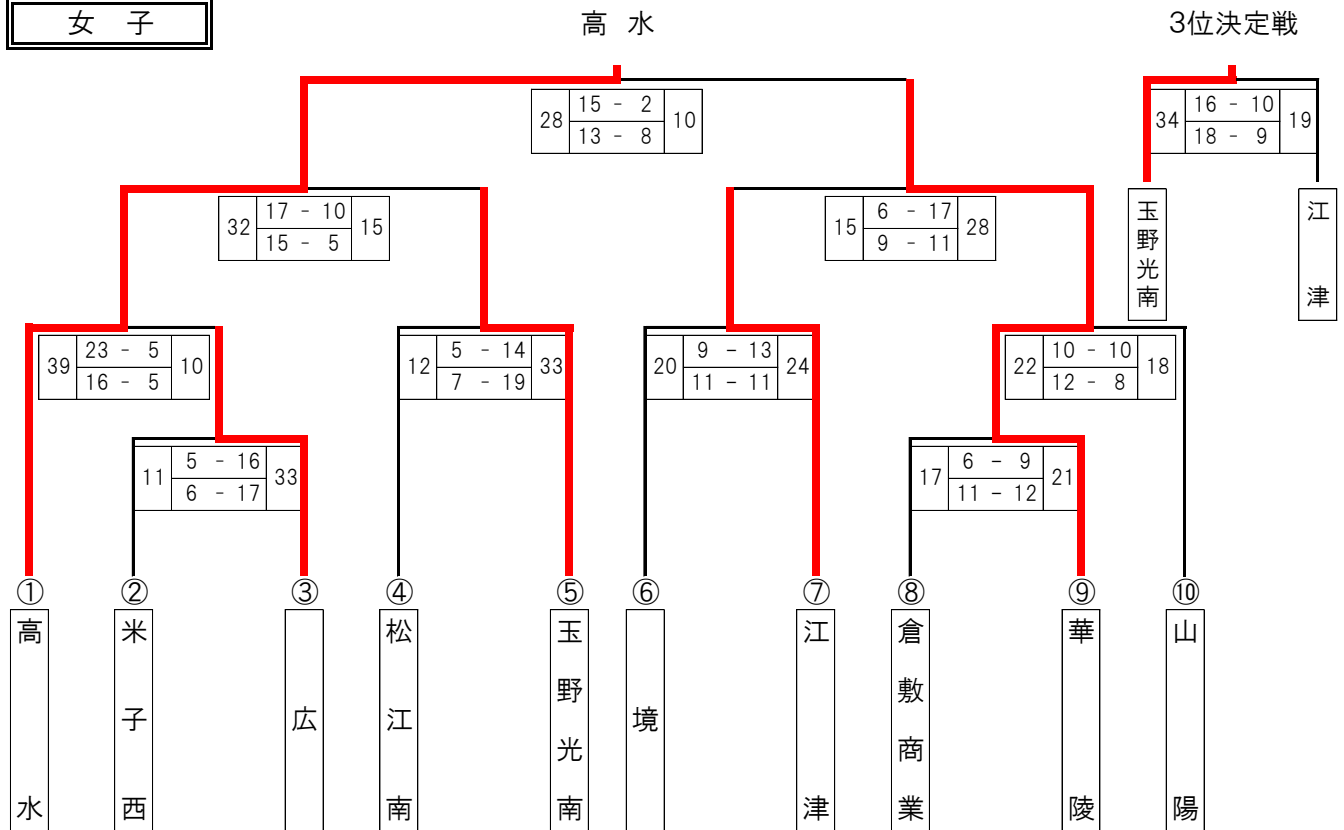 女 子
高 水
3位決定戦
28 15 - 2 10
13 - 8
34 16 - 10 19
18 - 9
32 17 - 10 15
15 - 5
15 6 - 17 28
9 - 11
玉野光南
江津
39 23 - 5 10
16 - 5
12 5 - 14 33
7 - 19
20 9 - 13 24
11 - 11
22 10 - 10 18
12 - 8
11 5 - 16 33
6 - 17
17 6 - 9 21
11 - 12
① ② ③ ④ ⑤ ⑥ ⑦ ⑧ ⑨ ⑩
高水
米子西
広
松江南
玉野光南
境
江津
倉敷商業
華陵
山陽